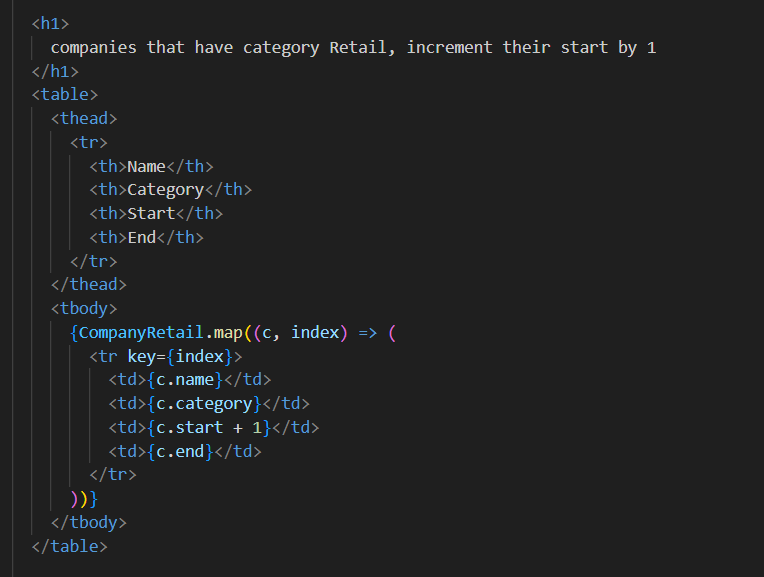 <h1>
companies that have category Retail, increment their start by 1
</h1>
<table>
<thead>
<tr>
<th>Name</th>
<th>Category</th>
<th>Start</th>
<th>End</th>
</tr>
</thead>
<tbody>
{CompanyRetail.map((c, index) => (
<tr key={index}>
<td>{c.name}</td>
<td>{c.category}</td>
<td>{c.start + 1}</td>
<td>{c.end}</td>
</tr>
))}
</tbody>
</table>